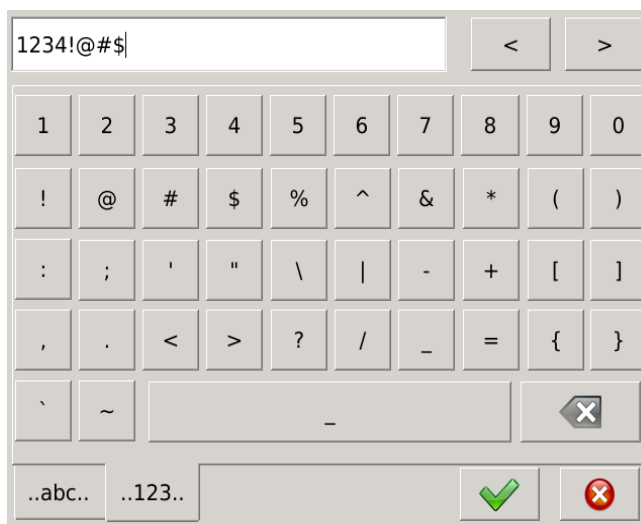 1234!@#$ < >
1 2 3 4 5 6 7 8 9 0
! @ # $ % ^ & * ( )
: ; ' " \ | - + [ ]
, . < > ? / _ = { }
` ~ _
..abc.. ..123..